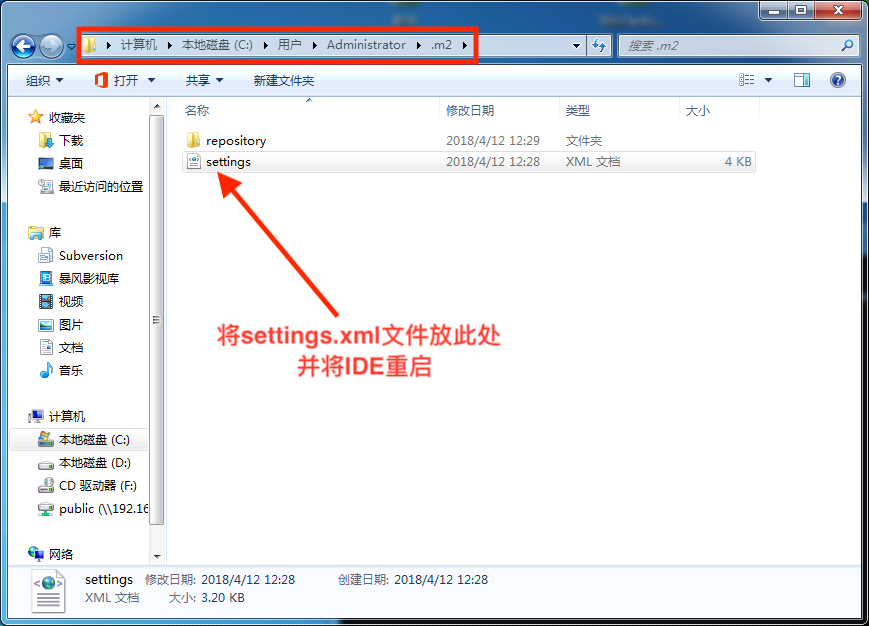 计算机 本地磁盘 (C:) 用户 Administrator .m2
搜索 .m2
组织 打开 共享 新建文件夹
名称 修改日期 类型 大小
repository 2018/4/12 12:29 文件夹
settings 2018/4/12 12:28 XML 文档 4 KB
收藏夹
下载
桌面
最近访问的位置
库
Subversion
暴风影视库
视频
图片
文档
音乐
计算机
本地磁盘 (C:)
本地磁盘 (D:)
CD 驱动器 (F:)
public (\\192.16
网络
将settings.xml文件放此处
并将IDE重启
settings 修改日期: 2018/4/12 12:28 创建日期: 2018/4/12 12:28
XML 文档 大小: 3.20 KB